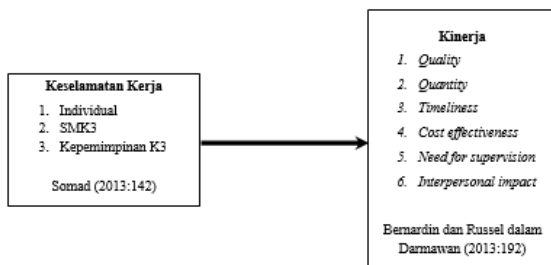 Keselamatan Kerja
1. Individual
2. SMK3
3. Kepemimpinan K3
Somad (2013:142)
Kinerja
1. Quality
2. Quantity
3. Timeliness
4. Cost effectiveness
5. Need for supervision
6. Interpersonal impact
Bernardin dan Russel dalam
Darmawan (2013:192)